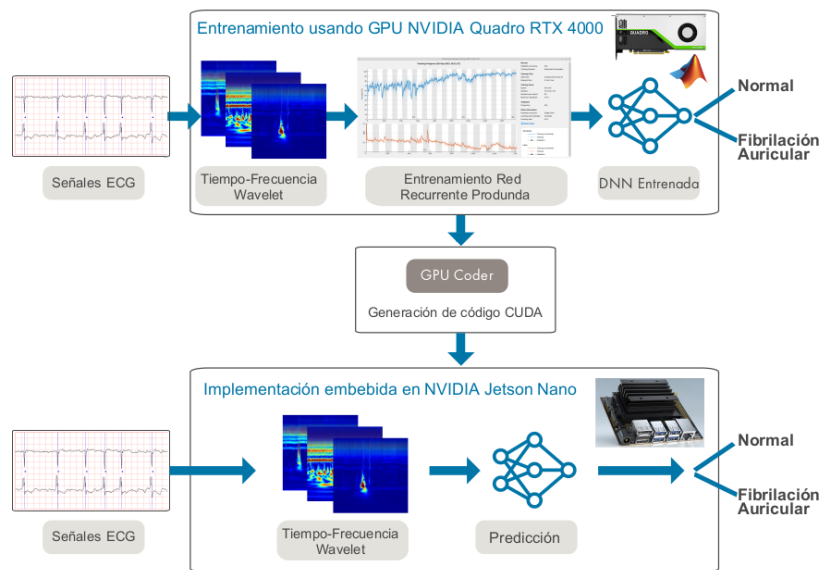 Entrenamiento usando GPU NVIDIA Quadro RTX 4000
QUADRO
Normal
Fibrilación
Auricular
Señales ECG
Tiempo-Frecuencia
Wavelet
Entrenamiento Red
Recurrente Produnda
DNN Entrenada
GPU Coder
Generación de código CUDA
Implementación embebida en NVIDIA Jetson Nano
Normal
Fibrilación
Auricular
Señales ECG
Tiempo-Frecuencia
Wavelet
Predicción